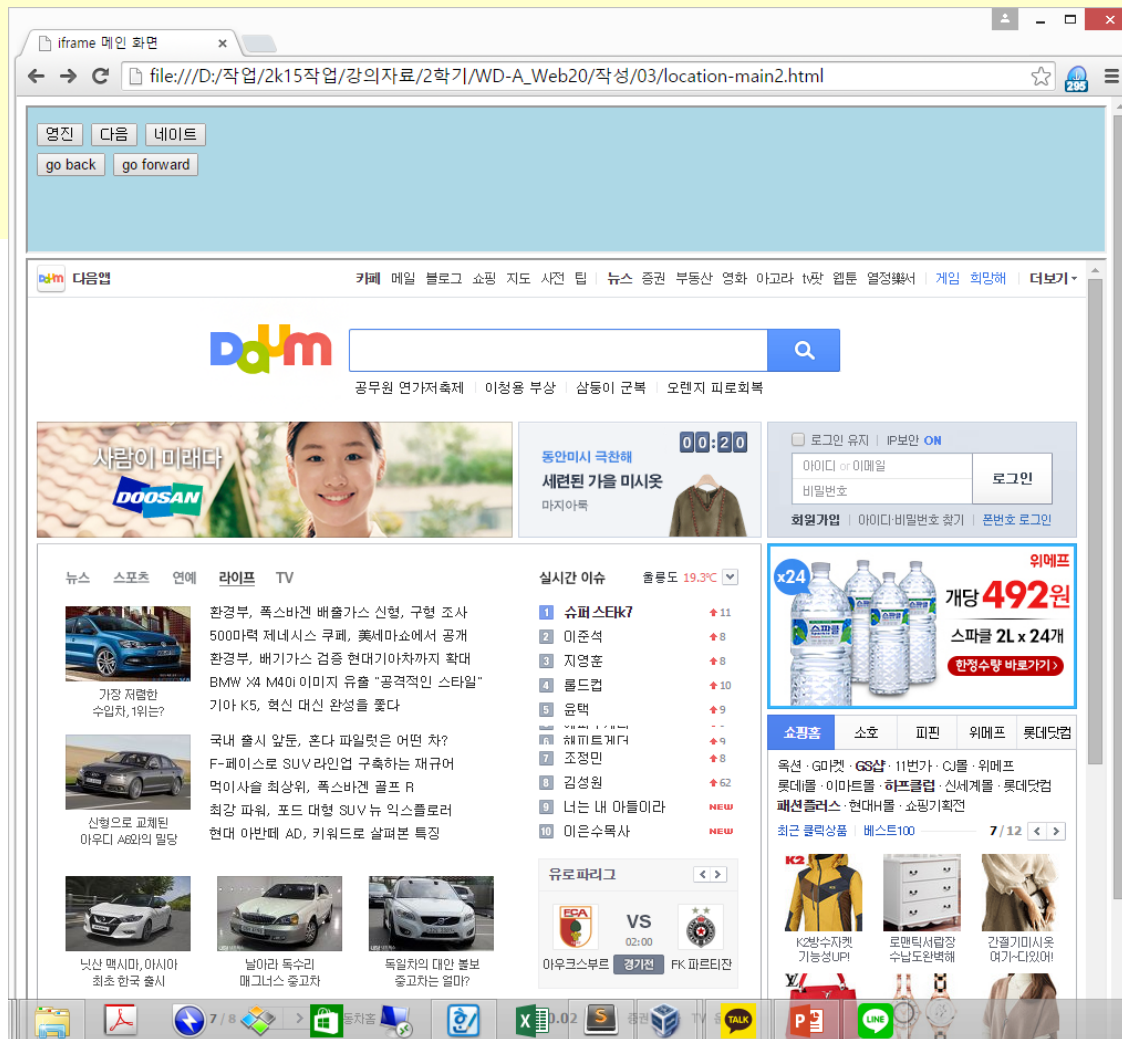 iframe 메인 화면
file:///D:/작업/2k15작업/강의자료/2학기/WD-A_Web20/작성/03/location-main2.html
295
영진 다음 네이트
go back go forward
Daum 다음앱
카페 메일 블로그 쇼핑 지도 사전 팁 뉴스 증권 부동산 영화 아고라 tv팟 웹툰 열정樂서 게임 희망해 더보기
Daum
공무원 연가저축제 이청용 부상 삼둥이 군복 오렌지 피로회복
사람이 미래다
DOOSAN
00:20
동안미시 극찬해
세련된 가을 미시옷
마지아룩
로그인 유지 IP보안 ON
아이디 or 이메일
비밀번호
로그인
회원가입 아이디·비밀번호 찾기 폰번호 로그인
뉴스 스포츠 연예 라이프 TV
가장 저렴한
수입차, 1위는?
환경부, 폭스바겐 배출가스 신형, 구형 조사
500마력 제네시스 쿠페, 美세마쇼에서 공개
환경부, 배기가스 검증 현대기아차까지 확대
BMW X4 M40i 이미지 유출 "공격적인 스타일"
기아 K5, 혁신 대신 완성을 쫓다
신형으로 교체된
아우디 A6와의 밀당
국내 출시 앞둔, 혼다 파일럿은 어떤 차?
F-페이스로 SUV 라인업 구축하는 재규어
먹이사슬 최상위, 폭스바겐 골프 R
최강 파워, 포드 대형 SUV 뉴 익스플로러
현대 아반떼 AD, 키워드로 살펴본 특징
닛산 맥시마, 아시아
최초 한국 출시
날아라 독수리
매그너스 중고차
독일차의 대안 볼보
중고차는 얼마?
실시간 이슈 울릉도 19.3℃
1 슈퍼스타k7 11
2 이준석 8
3 지영훈 8
4 롤드컵 10
5 윤택 9
6 해피투게더 9
7 조정민 8
8 김성원 62
9 너는 내 아들이라 NEW
10 이은수목사 NEW
유로파리그
FCA VS
02:00
아우크스부르 경기전 FK 파르티잔
위메프
x24
개당 492원
스파클 2L x 24개
한정수량 바로가기
쇼핑홈 소호 피핀 위메프 롯데닷컴
옥션 · G마켓 · GS샵 · 11번가 · CJ몰 · 위메프
롯데i몰 · 이마트몰 · 하프클럽 · 신세계몰 · 롯데닷컴
패션플러스 · 현대H몰 · 쇼핑기획전
최근 클릭상품 베스트100 7/12
K2
K2방수자켓
기능성UP!
로맨틱서랍장
수납도완벽해
간절기미시옷
여기~다있어!
7 / 8
동치홈
0.02
증권
TV
TALK
LINE